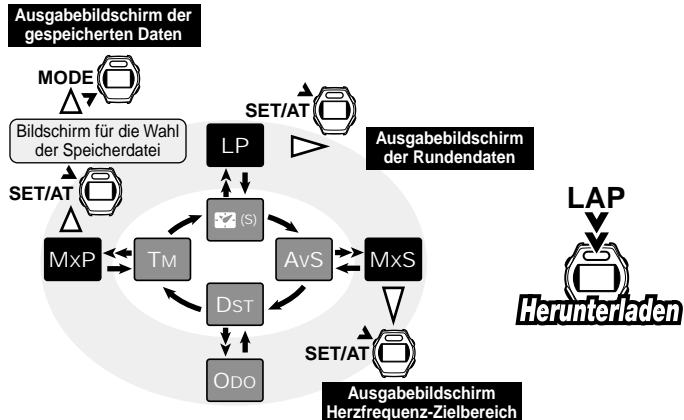 Ausgabebildschirm der
gespeicherten Daten
MODE
Bildschirm für die Wahl
der Speicherdatei
SET/AT
SET/AT
Ausgabebildschirm
der Rundendaten
LP
(S)
MXP
TM
AVS
MXS
DST
ODO
SET/AT
Ausgabebildschirm
Herzfrequenz-Zielbereich
LAP
Herunterladen